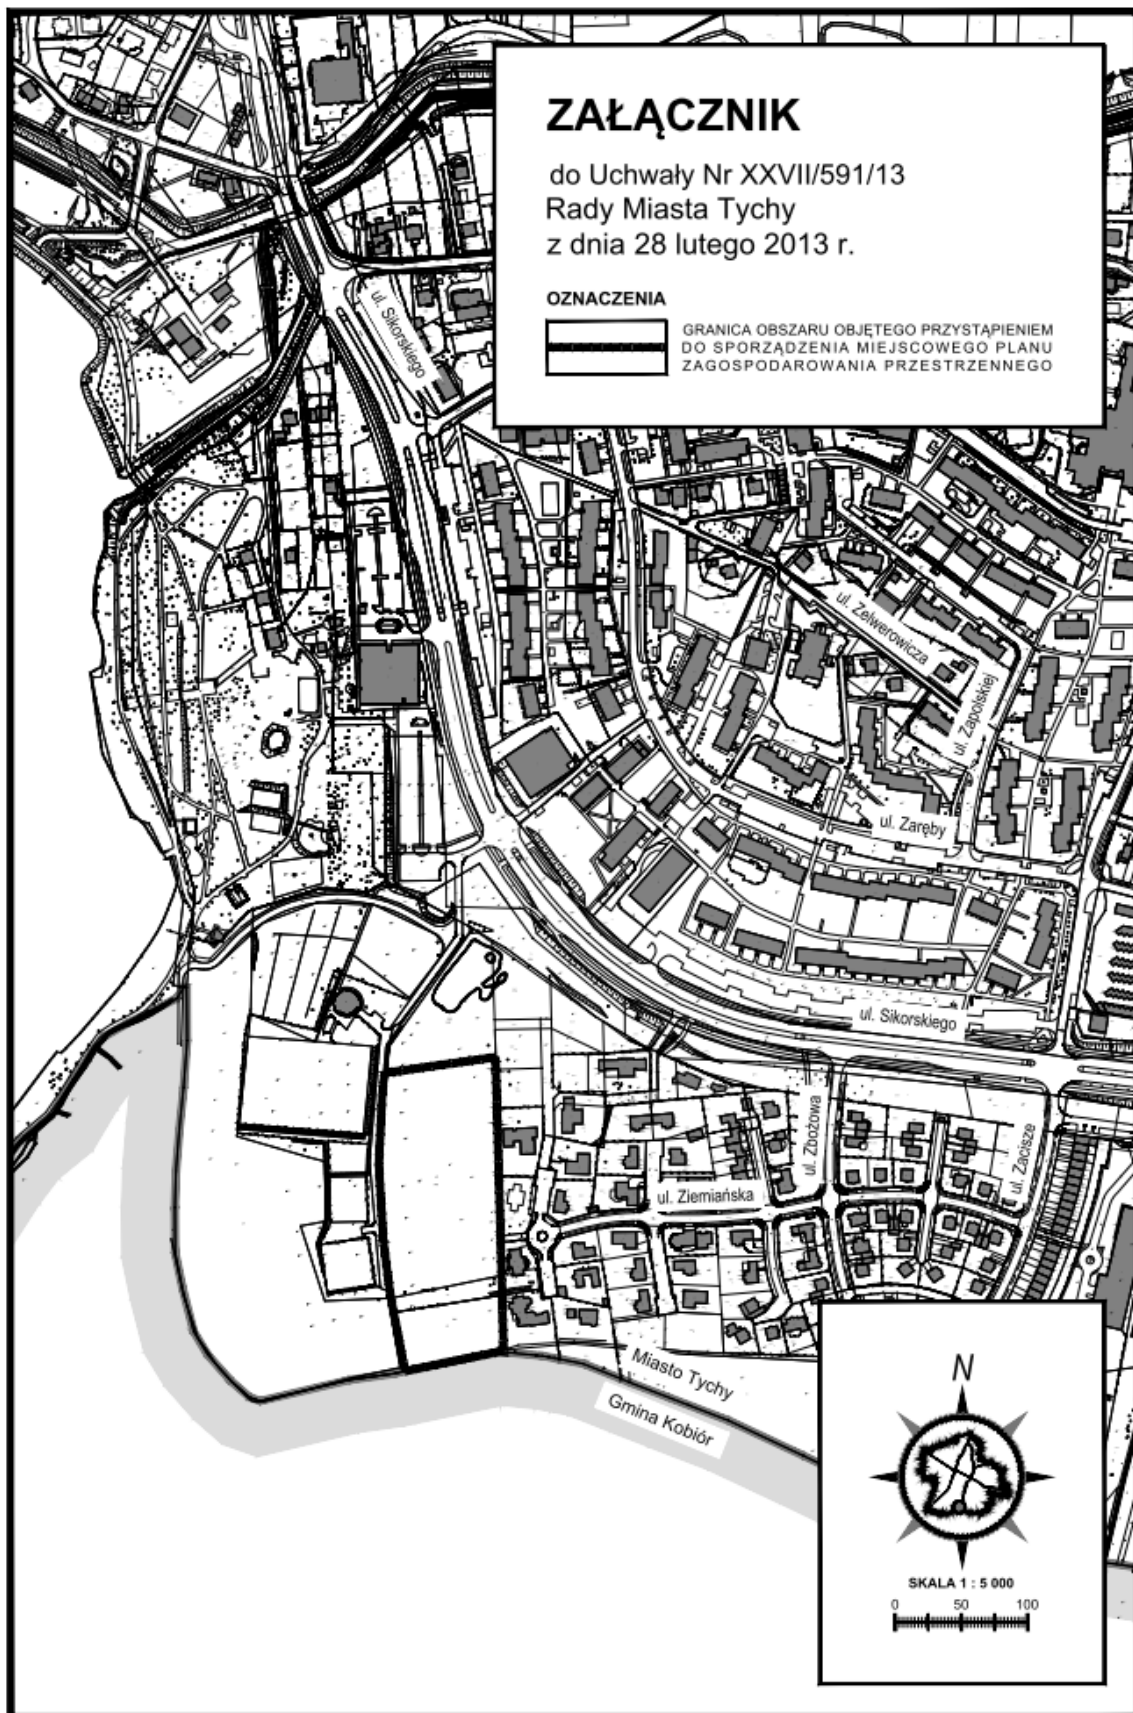 ZAŁĄCZNIK
do Uchwały Nr XXVII/591/13
Rady Miasta Tychy
z dnia 28 lutego 2013 r.
OZNACZENIA
GRANICA OBSZARU OBJĘTEGO PRZYSTĄPIENIEM
DO SPORZĄDZENIA MIEJSCOWEGO PLANU
ZAGOSPODAROWANIA PRZESTRZENNEGO
ul. Sikorskiego
ul. Zelwerowicza
ul. Zapolskiej
ul. Zaręby
ul. Sikorskiego
ul. Zbożowa
ul. Zacisze
ul. Ziemiańska
Miasto Tychy
Gmina Kobiór
N
SKALA 1 : 5 000
0 50 100